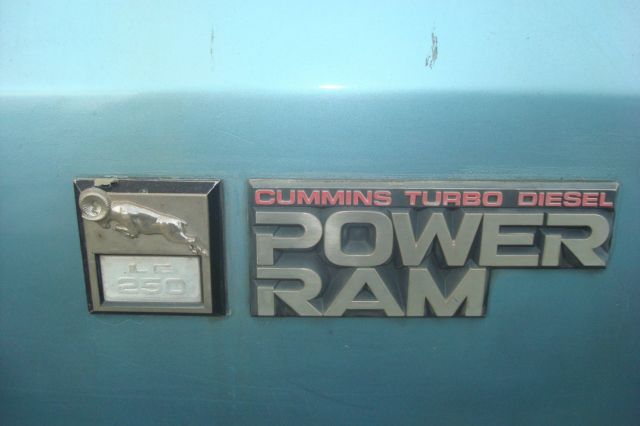 LE
250
CUMMINS TURBO DIESEL
POWER
RAM